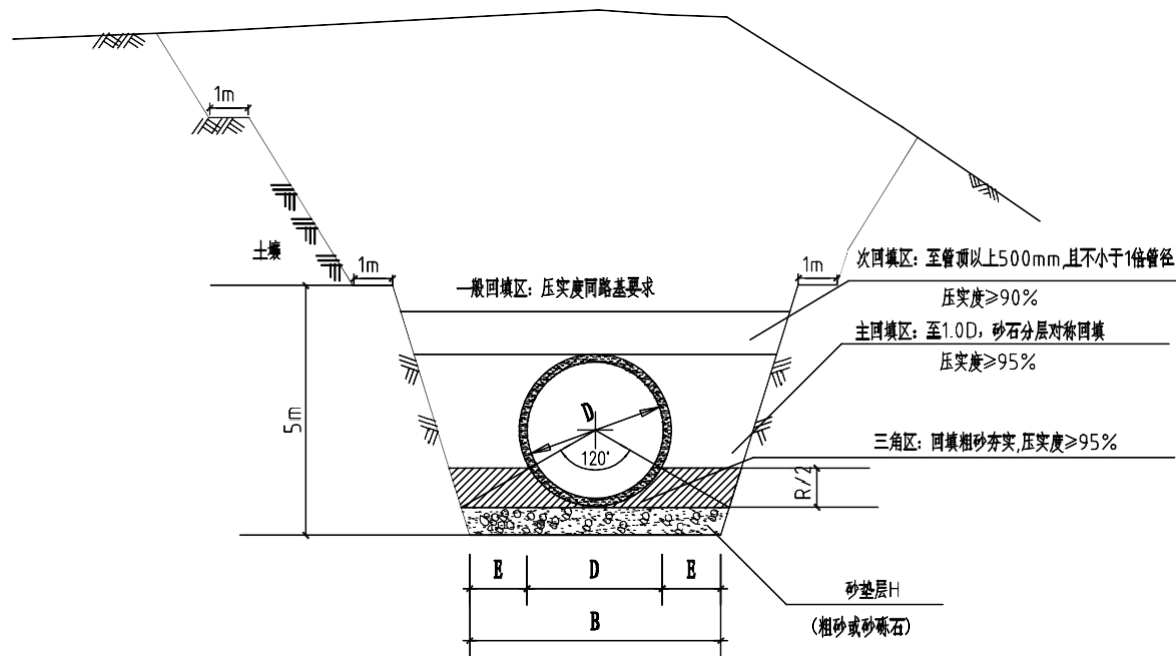 1m
土壤
1m
1m
一般回填区：压实度同路基要求
次回填区：至管顶以上500mm,且不小于1倍管径
压实度≥90%
主回填区：至1.0D，砂石分层对称回填
压实度≥95%
5m
D
120°
三角区：回填粗砂夯实,压实度≥95%
R/2
E
D
E
B
砂垫层H
(粗砂或砂砾石)